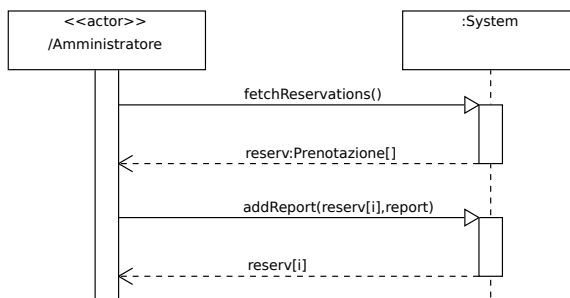 <<actor>>
/Amministratore
:System
fetchReservations()
reserv:Prenotazione[]
addReport(reserv[i],report)
reserv[i]